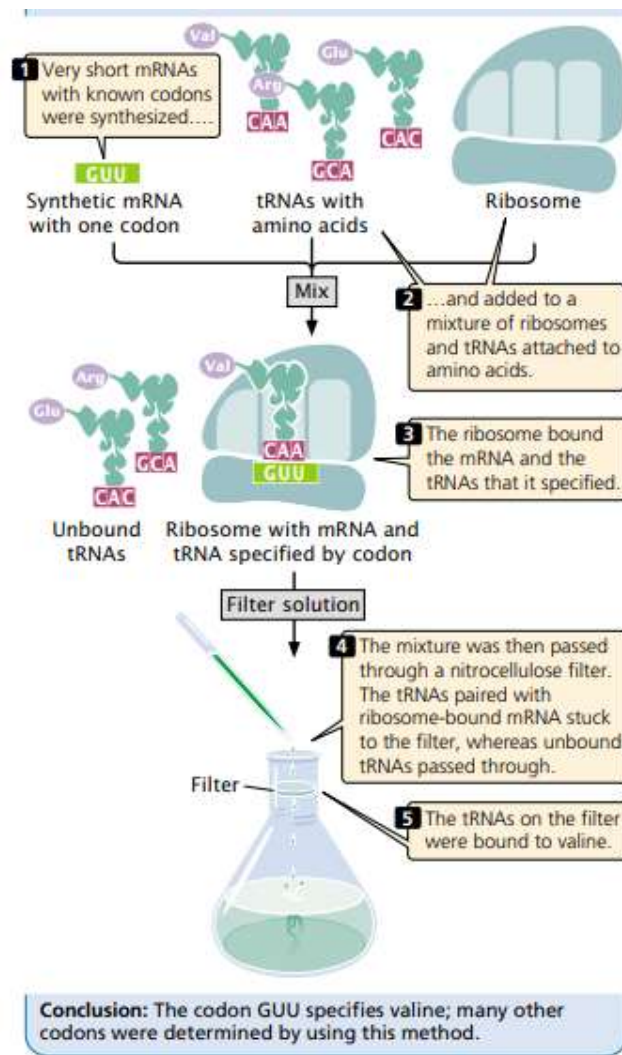 Val
Glu
Arg
1 Very short mRNAs
with known codons
were synthesized....
CAA
CAC
GCA
GUU
Synthetic mRNA
with one codon
tRNAs with
amino acids
Ribosome
Mix
2 ...and added to a
mixture of ribosomes
and tRNAs attached to
amino acids.
Arg
Val
Glu
GCA
CAC
CAA
GUU
3 The ribosome bound
the mRNA and the
tRNAs that it specified.
Unbound
tRNAs
Ribosome with mRNA and
tRNA specified by codon
Filter solution
4 The mixture was then passed
through a nitrocellulose filter.
The tRNAs paired with
ribosome-bound mRNA stuck
to the filter, whereas unbound
tRNAs passed through.
Filter
5 The tRNAs on the filter
were bound to valine.
Conclusion: The codon GUU specifies valine; many other
codons were determined by using this method.